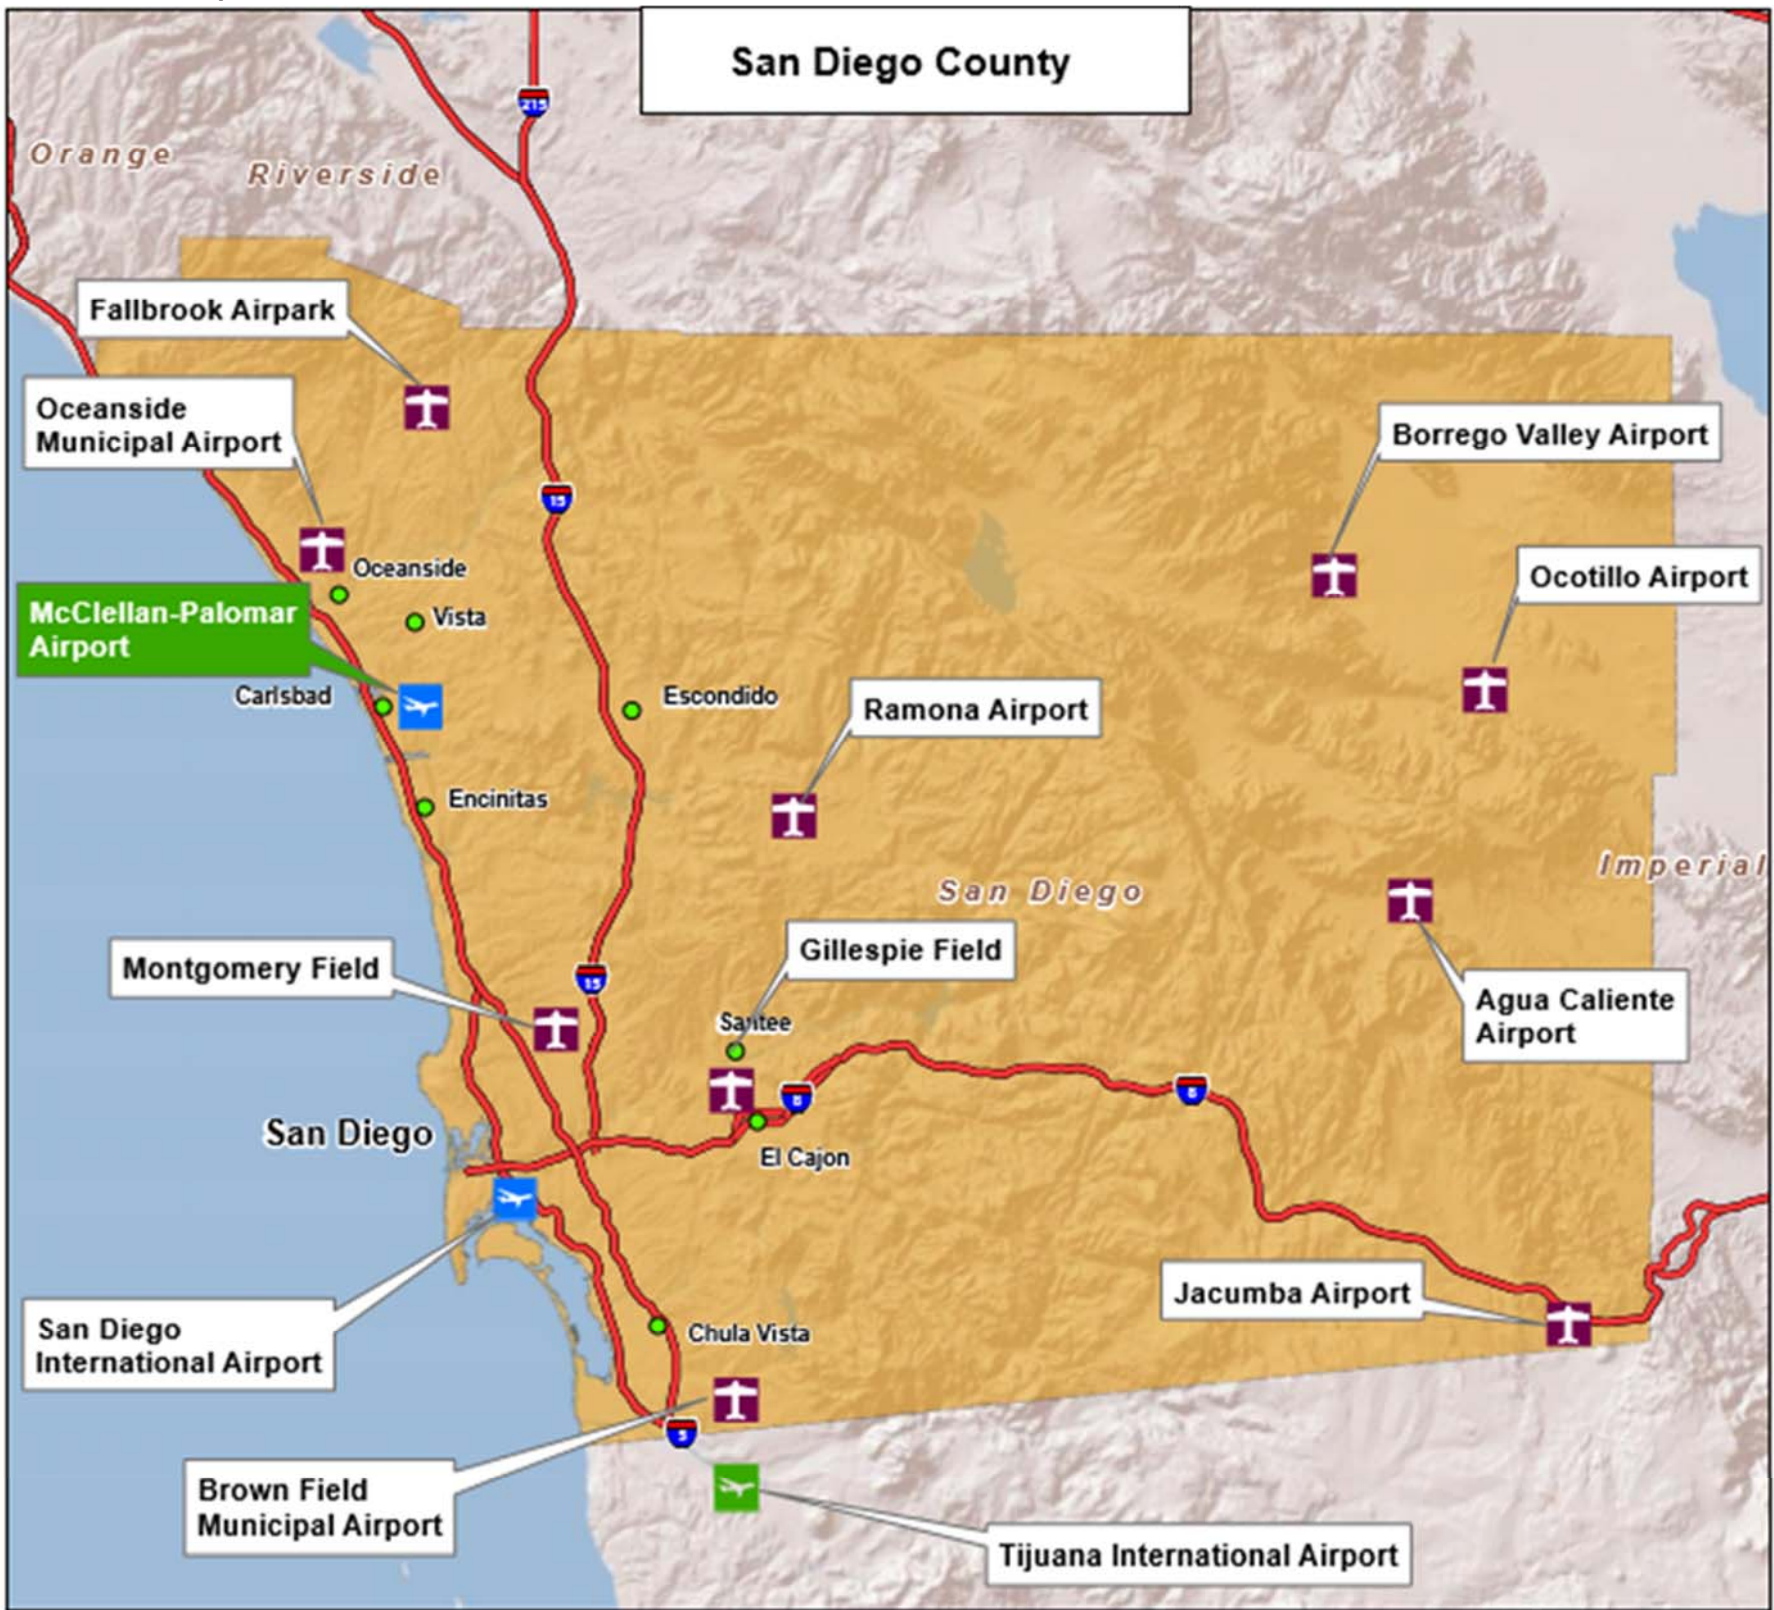 San Diego County
215
Orange
Riverside
Fallbrook Airpark
Oceanside
Municipal Airport
Borrego Valley Airport
15
Oceanside
Ocotillo Airport
McClellan-Palomar
Airport
Vista
Carlsbad
Escondido
Ramona Airport
Encinitas
Imperial
San Diego
Gillespie Field
Montgomery Field
15
Agua Caliente
Airport
Santee
8
8
San Diego
El Cajon
Jacumba Airport
San Diego
International Airport
Chula Vista
5
Brown Field
Municipal Airport
Tijuana International Airport